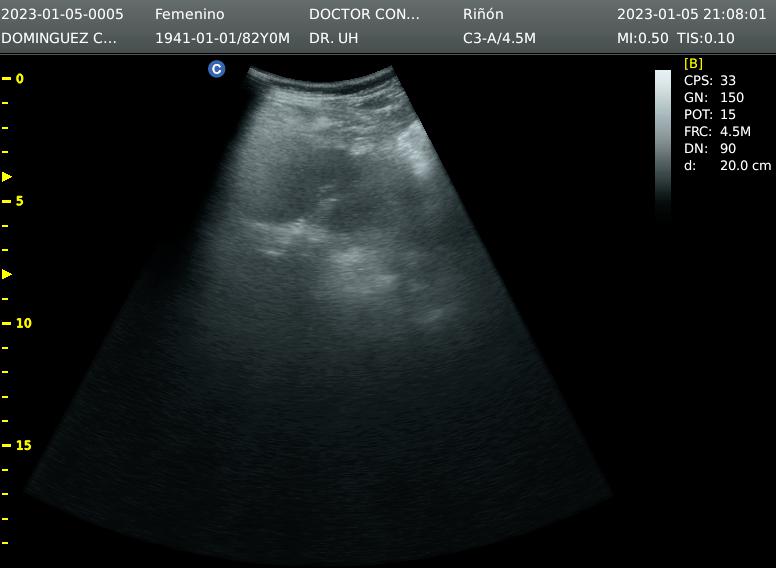 2023-01-05-0005 Femenino DOCTOR CON... Riñón 2023-01-05 21:08:01
DOMINGUEZ C... 1941-01-01/82Y0M DR. UH C3-A/4.5M MI:0.50 TIS:0.10
C
[B]
CPS: 33
GN: 150
POT: 15
FRC: 4.5M
DN: 90
d: 20.0 cm
0
5
10
15